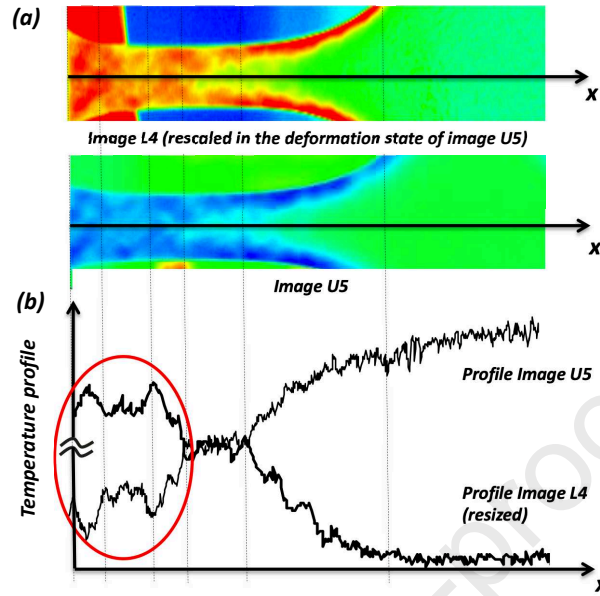 (a)
x
Image L4 (rescaled in the deformation state of image U5)
x
Image U5
(b)
Temperature profile
Profile Image U5
Profile Image L4
(resized)
x